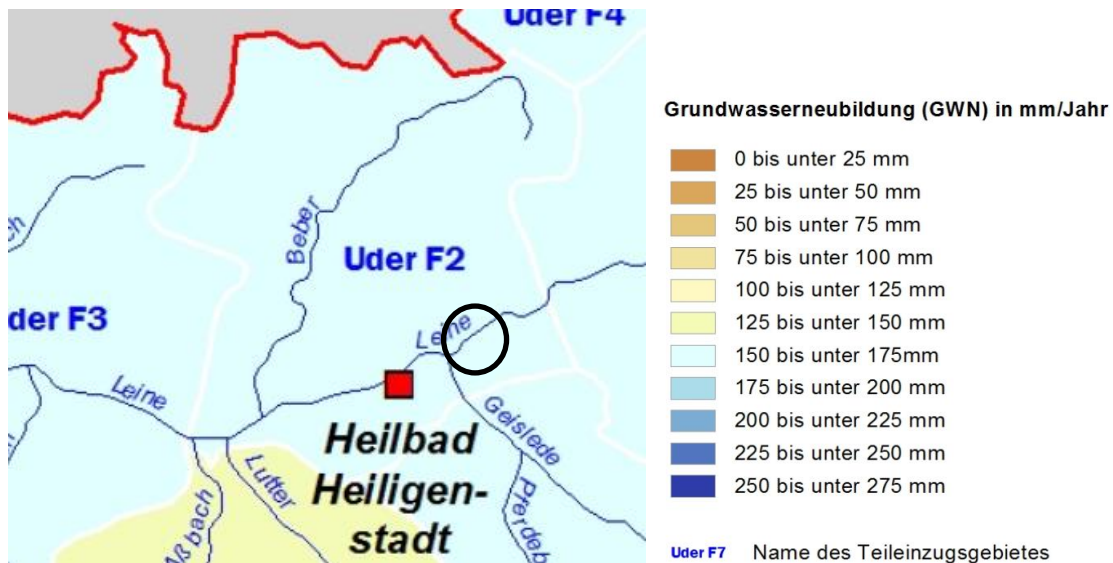 Uder F4
Beber
Uder F2
der F3
Leine
Leine
Geislede
Heilbad
Heiligen-
stadt
Lutter
Aßbach
Pferdeb
Grundwasserneubildung (GWN) in mm/Jahr
0 bis unter 25 mm
25 bis unter 50 mm
50 bis unter 75 mm
75 bis unter 100 mm
100 bis unter 125 mm
125 bis unter 150 mm
150 bis unter 175mm
175 bis unter 200 mm
200 bis unter 225 mm
225 bis unter 250 mm
250 bis unter 275 mm
Uder F7 Name des Teileinzugsgebietes